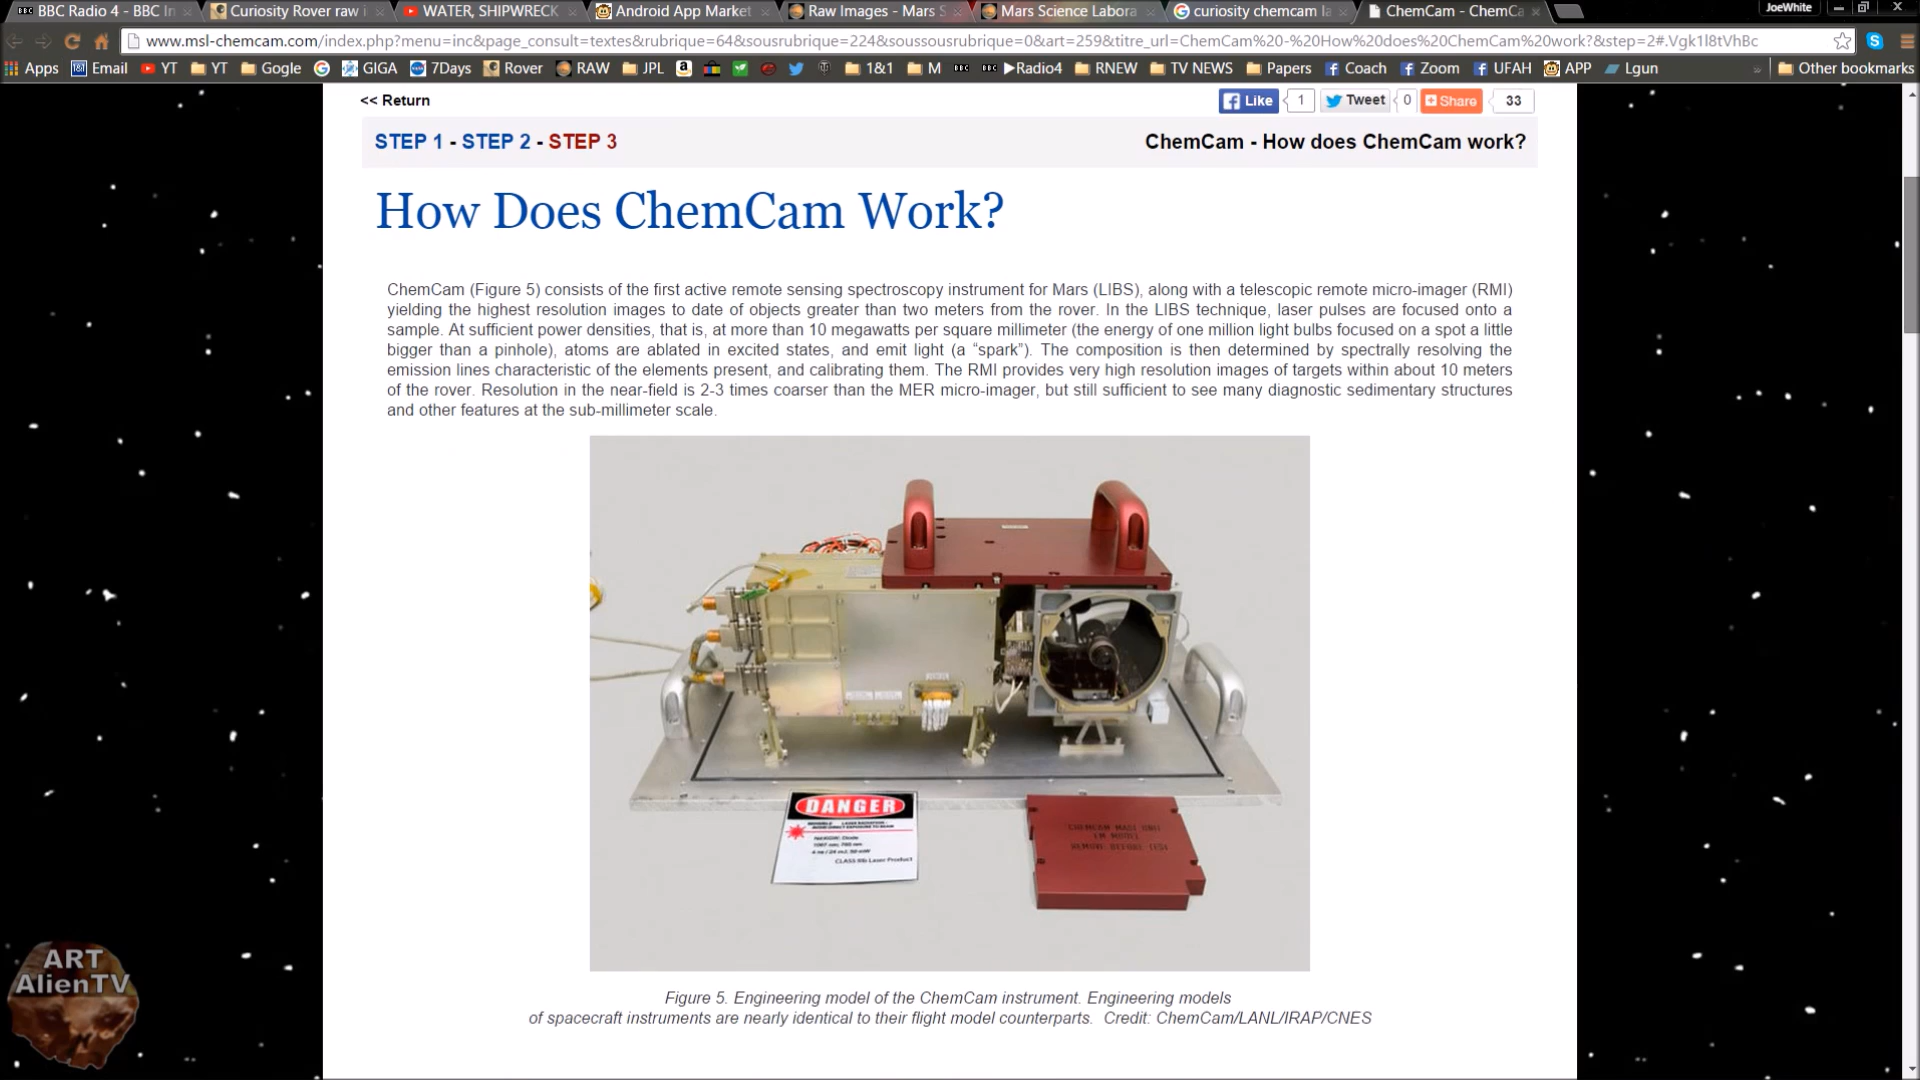 BBC Radio 4 - BBC In
Curiosity Rover raw i
WATER, SHIPWRECK
Android App Market
Raw Images - Mars S
Mars Science Labora
curiosity chemcam la
ChemCam - ChemCa
JoeWhite
www.msl-chemcam.com/index.php?menu=inc&page_consult=textes&rubrique=64&sousrubrique=224&soussousrubrique=0&art=259&titre_url=ChemCam%20-%20How%20does%20ChemCam%20work?&step=2#.Vgk1l8tVhBc
Apps Email YT YT Gogle GIGA 7Days Rover RAW JPL 1&1 M BBC BBC ▶Radio4 RNEW TV NEWS Papers Coach Zoom UFAH APP Lgun » Other bookmarks
<< Return
Like 1 Tweet 0 Share 33
STEP 1 - STEP 2 - STEP 3
ChemCam - How does ChemCam work?
How Does ChemCam Work?
ChemCam (Figure 5) consists of the first active remote sensing spectroscopy instrument for Mars (LIBS), along with a telescopic remote micro-imager (RMI)
yielding the highest resolution images to date of objects greater than two meters from the rover. In the LIBS technique, laser pulses are focused onto a
sample. At sufficient power densities, that is, at more than 10 megawatts per square millimeter (the energy of one million light bulbs focused on a spot a little
bigger than a pinhole), atoms are ablated in excited states, and emit light (a “spark”). The composition is then determined by spectrally resolving the
emission lines characteristic of the elements present, and calibrating them. The RMI provides very high resolution images of targets within about 10 meters
of the rover. Resolution in the near-field is 2-3 times coarser than the MER micro-imager, but still sufficient to see many diagnostic sedimentary structures
and other features at the sub-millimeter scale.
DANGER
CLASS IIIb Laser Product
CHEMCAM MAST UNIT
REMOVE BEFORE TEST
ART
AlienTV
Figure 5. Engineering model of the ChemCam instrument. Engineering models
of spacecraft instruments are nearly identical to their flight model counterparts. Credit: ChemCam/LANL/IRAP/CNES